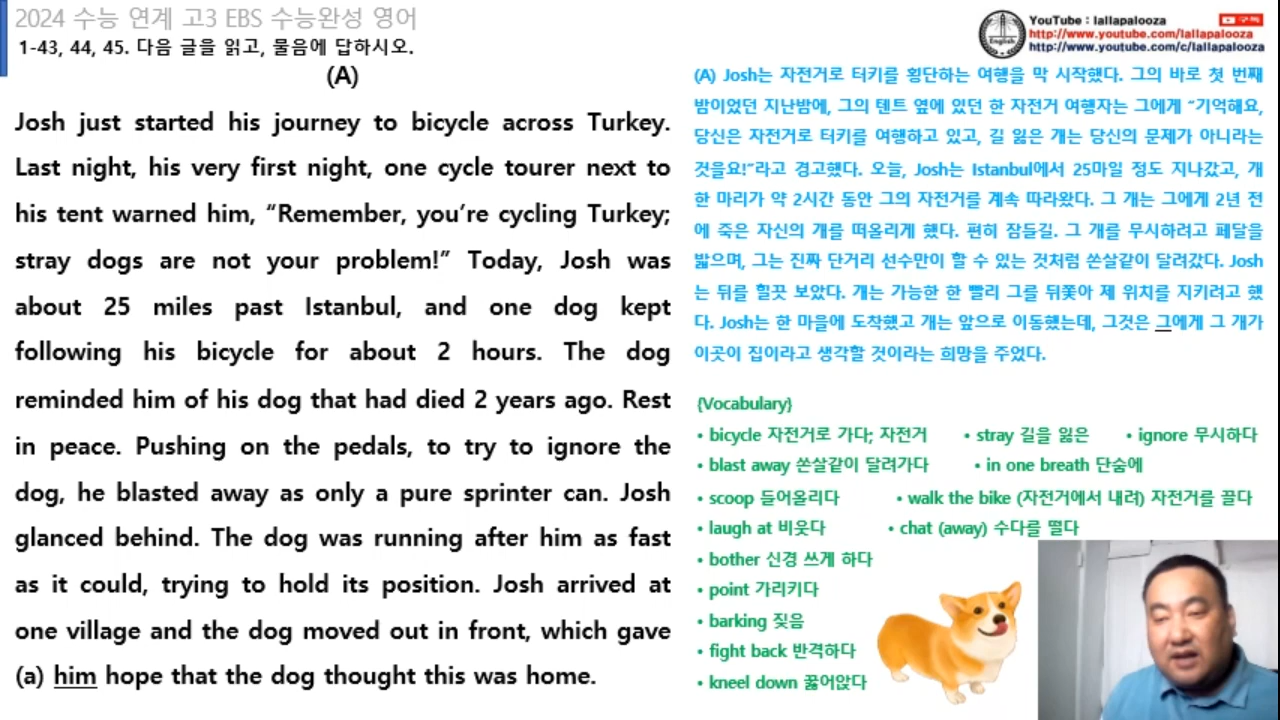 2024 수능 연계 고3 EBS 수능완성 영어
1-43, 44, 45. 다음 글을 읽고, 물음에 답하시오.
(A)
Josh just started his journey to bicycle across Turkey.
Last night, his very first night, one cycle tourer next to
his tent warned him, “Remember, you’re cycling Turkey;
stray dogs are not your problem!” Today, Josh was
about 25 miles past Istanbul, and one dog kept
following his bicycle for about 2 hours. The dog
reminded him of his dog that had died 2 years ago. Rest
in peace. Pushing on the pedals, to try to ignore the
dog, he blasted away as only a pure sprinter can. Josh
glanced behind. The dog was running after him as fast
as it could, trying to hold its position. Josh arrived at
one village and the dog moved out in front, which gave
(a) him hope that the dog thought this was home.
English
YouTube : lallapalooza
구독
http://www.youtube.com/lallapalooza
http://www.youtube.com/c/lallapalooza
(A) Josh는 자전거로 터키를 횡단하는 여행을 막 시작했다. 그의 바로 첫 번째
밤이었던 지난밤에, 그의 텐트 옆에 있던 한 자전거 여행자는 그에게 “기억해요,
당신은 자전거로 터키를 여행하고 있고, 길 잃은 개는 당신의 문제가 아니라는
것을요!”라고 경고했다. 오늘, Josh는 Istanbul에서 25마일 정도 지나갔고, 개
한 마리가 약 2시간 동안 그의 자전거를 계속 따라왔다. 그 개는 그에게 2년 전
에 죽은 자신의 개를 떠올리게 했다. 편히 잠들길. 그 개를 무시하려고 페달을
밟으며, 그는 진짜 단거리 선수만이 할 수 있는 것처럼 쏜살같이 달려갔다. Josh
는 뒤를 힐끗 보았다. 개는 가능한 한 빨리 그를 뒤쫓아 제 위치를 지키려고 했
다. Josh는 한 마을에 도착했고 개는 앞으로 이동했는데, 그것은 그에게 그 개가
이곳이 집이라고 생각할 것이라는 희망을 주었다.
{Vocabulary}
• bicycle 자전거로 가다; 자전거 • stray 길을 잃은 • ignore 무시하다
• blast away 쏜살같이 달려가다 • in one breath 단숨에
• scoop 들어올리다 • walk the bike (자전거에서 내려) 자전거를 끌다
• laugh at 비웃다 • chat (away) 수다를 떨다
• bother 신경 쓰게 하다
• point 가리키다
• barking 짖음
• fight back 반격하다
• kneel down 꿇어앉다